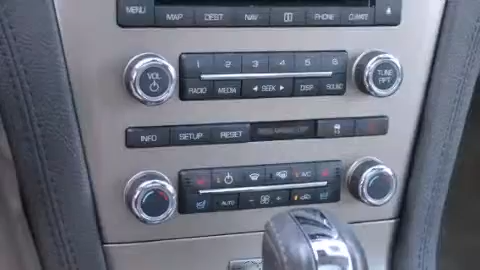 MENU MAP DEST NAV i PHONE CLIMATE
VOL 1 2 3 4 5 6 TUNE
RADIO MEDIA ◄ SEEK ► DISP SOUND
INFO SETUP RESET
A/C
AUTO - +